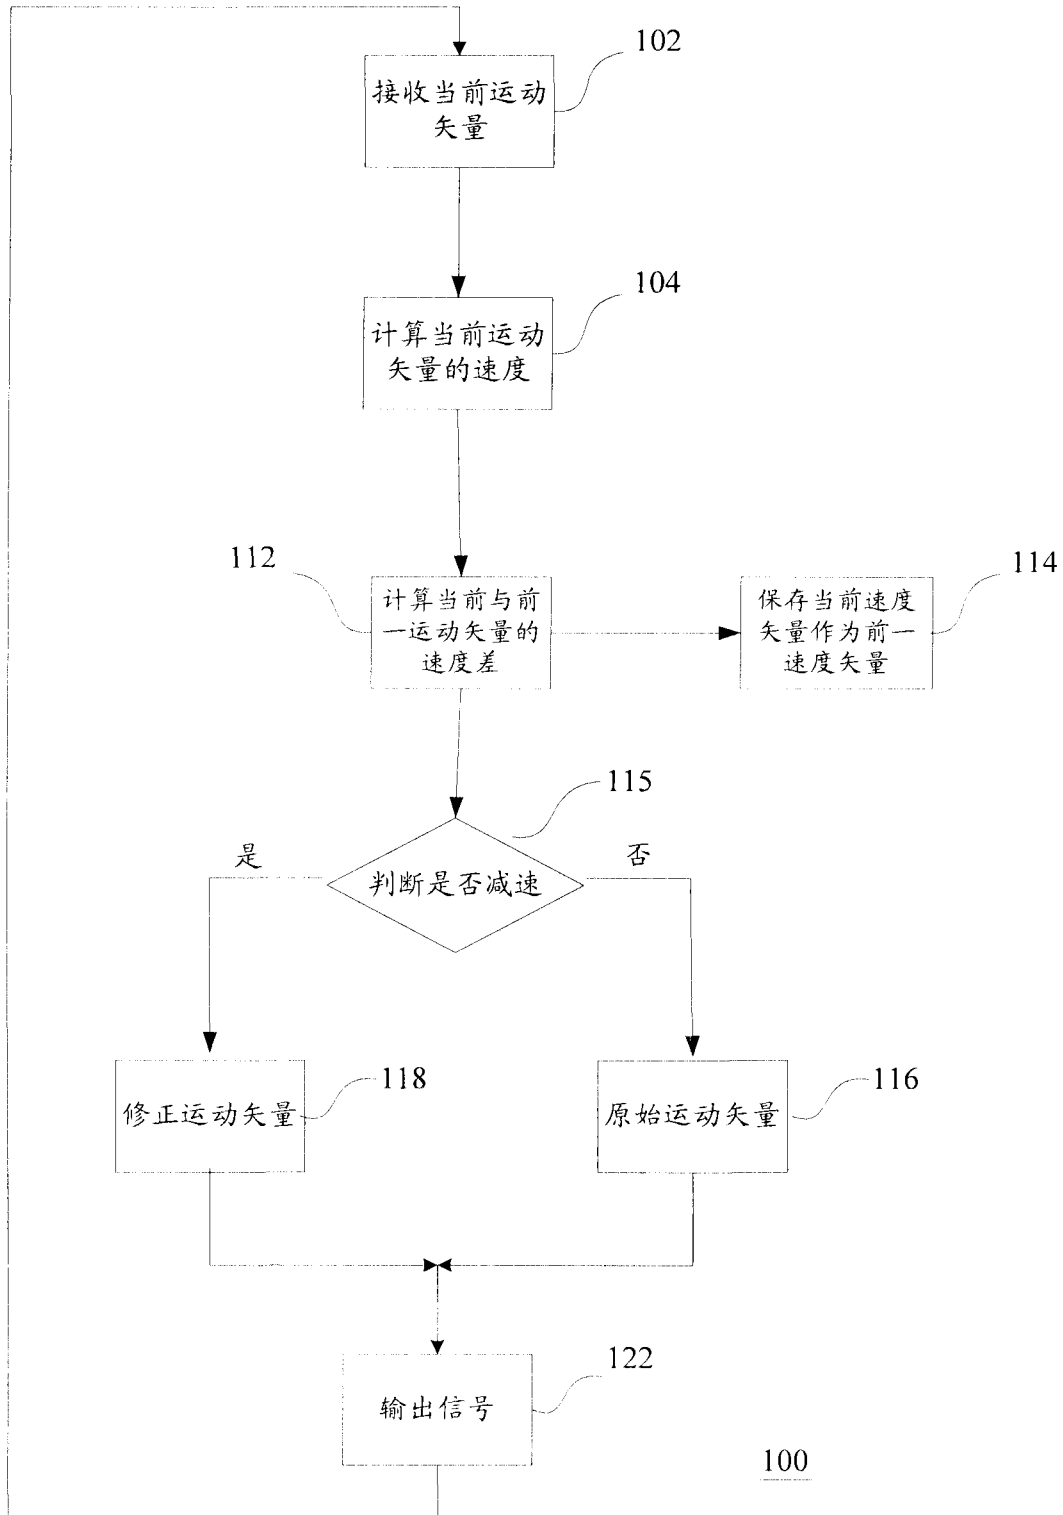 102
接收当前运动
矢量
104
计算当前运动
矢量的速度
112
计算当前与前
一运动矢量的
速度差
114
保存当前速度
矢量作为前一
速度矢量
115
是
否
判断是否减速
118
修正运动矢量
116
原始运动矢量
122
输出信号
100